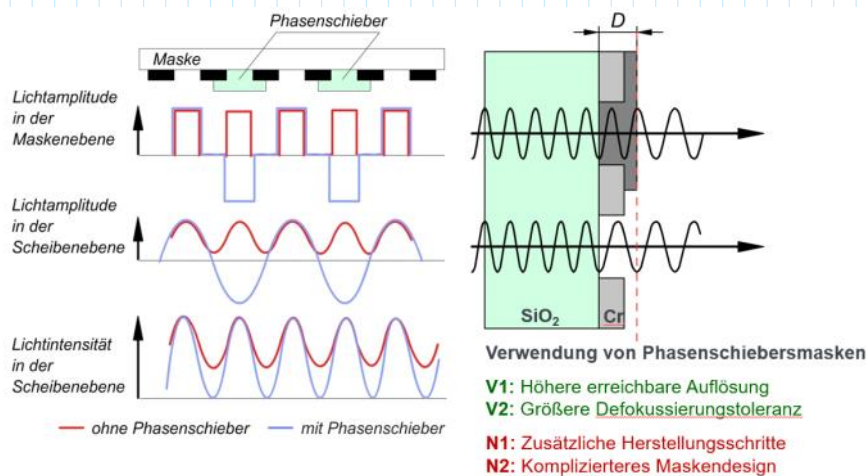 Phasenschieber
Maske
Lichtamplitude
in der
Maskenebene
Lichtamplitude
in der
Scheibenebene
Lichtintensität
in der
Scheibenebene
ohne Phasenschieber
mit Phasenschieber
D
SiO₂
Cr
Verwendung von Phasenschiebersmasken
V1: Höhere erreichbare Auflösung
V2: Größere Defokussierungstoleranz
N1: Zusätzliche Herstellungsschritte
N2: Komplizierteres Maskendesign